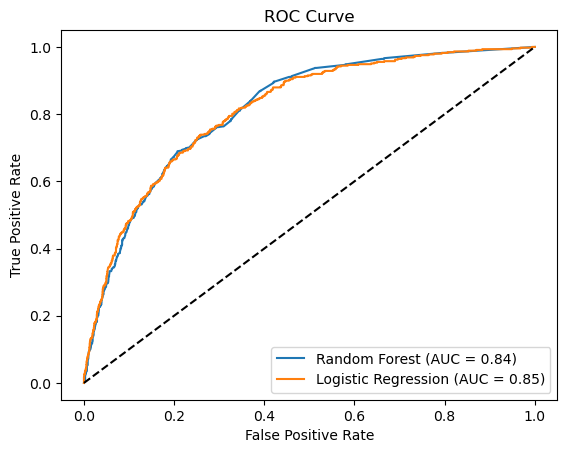 ROC Curve
True Positive Rate
1.0
0.8
0.6
0.4
0.2
0.0
0.0 0.2 0.4 0.6 0.8 1.0
False Positive Rate
Random Forest (AUC = 0.84)
Logistic Regression (AUC = 0.85)